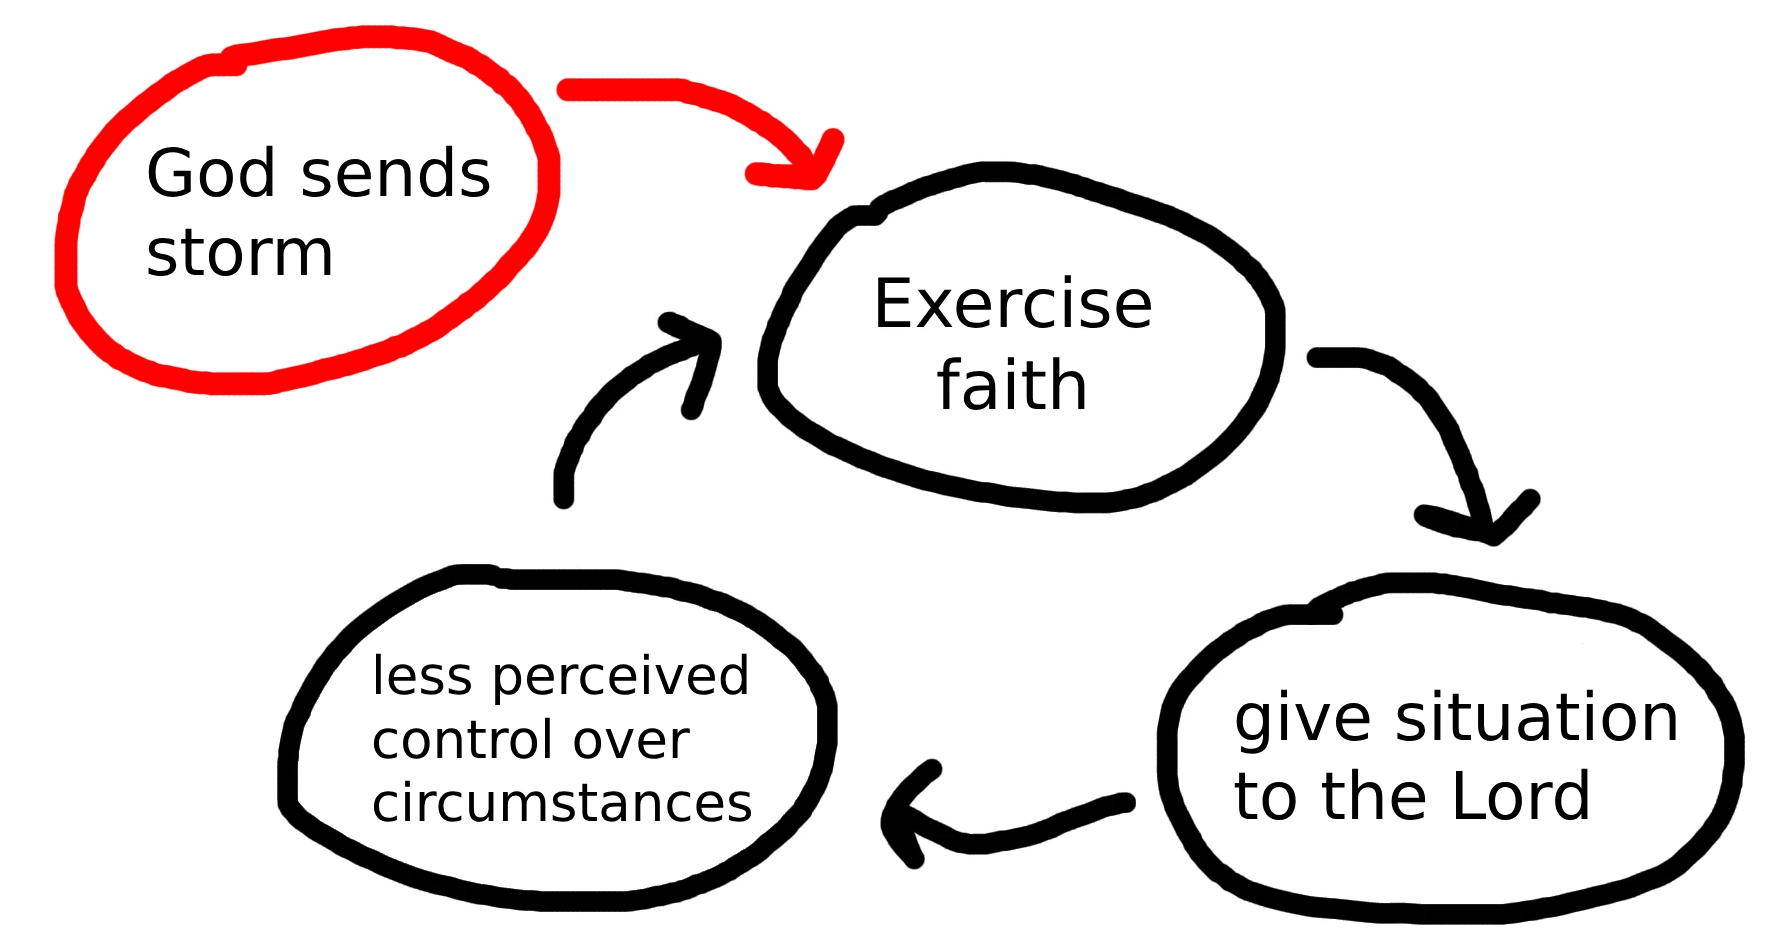 God sends
storm
Exercise
faith
give situation
to the Lord
less perceived
control over
circumstances